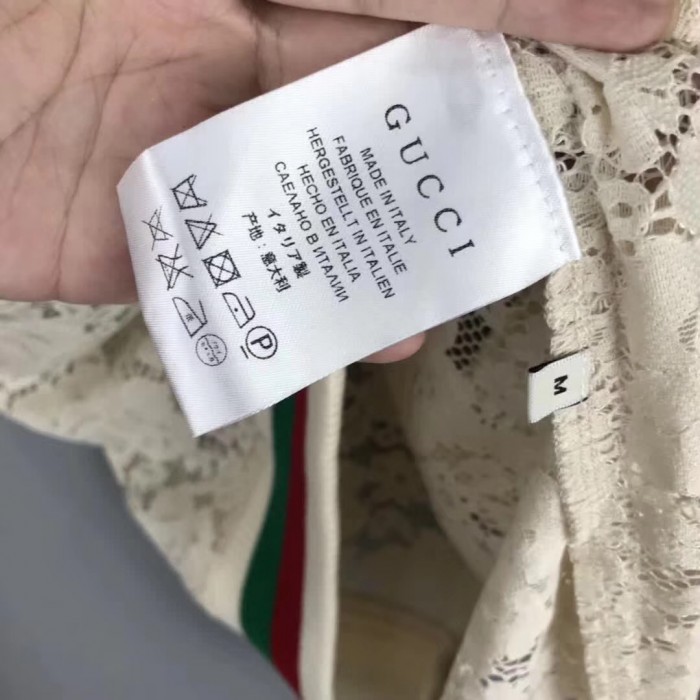 GUCCI
MADE IN ITALY
FABRIQUE EN ITALIE
HERGESTELLT IN ITALIEN
HECHO EN ITALIA
СДЕЛАНО В ИТАЛИИ
イタリア製
产地：意大利
P
M